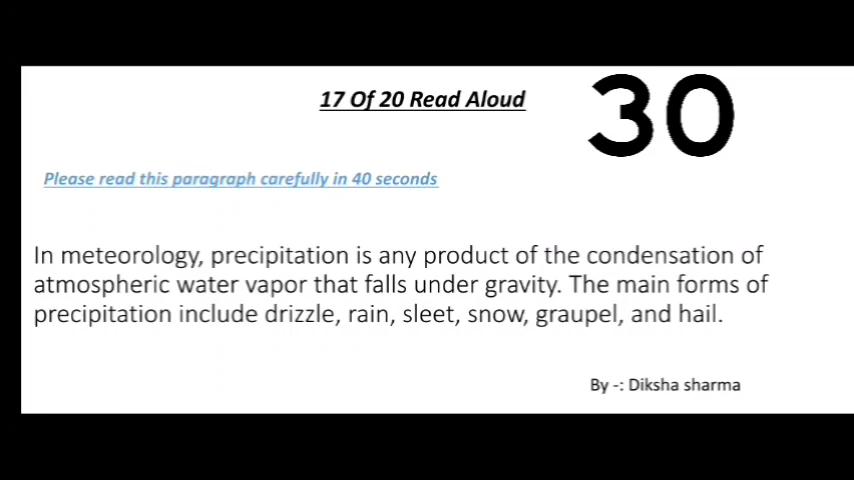 17 Of 20 Read Aloud
30
Please read this paragraph carefully in 40 seconds
In meteorology, precipitation is any product of the condensation of
atmospheric water vapor that falls under gravity. The main forms of
precipitation include drizzle, rain, sleet, snow, graupel, and hail.
By -: Diksha sharma